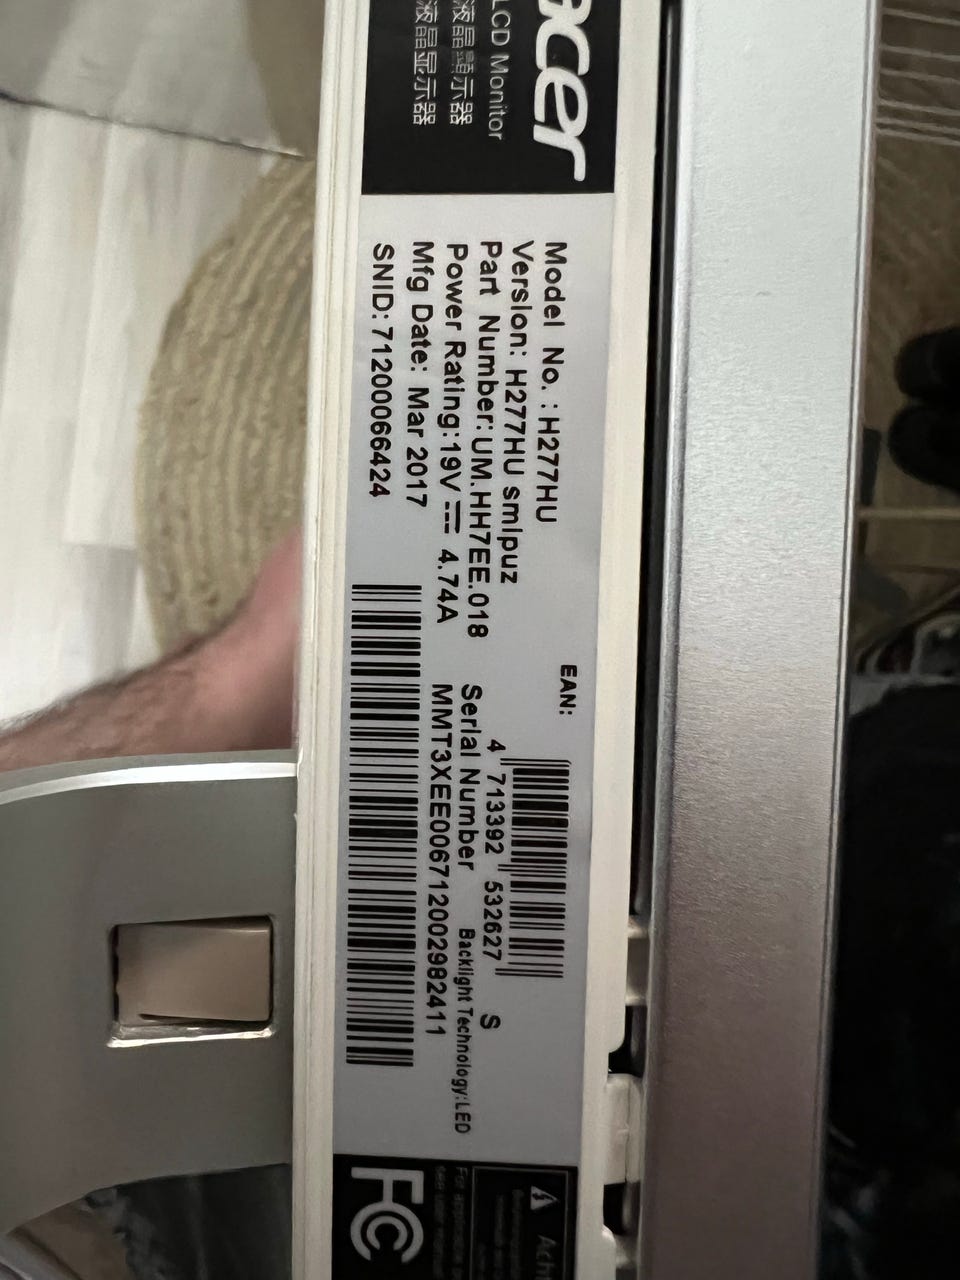 acer
LCD Monitor
液晶顯示器
液晶显示器
Model No. : H277HU
Version: H277HU smipuz
Part Number: UM.HH7EE.018
Power Rating: 19V ⎓ 4.74A
Mfg Date: Mar 2017
SNID: 71200066424
EAN:
4 713392 532627 S
Serial Number
MMT3XEE006712002982411
Backlight Technology:LED
FC